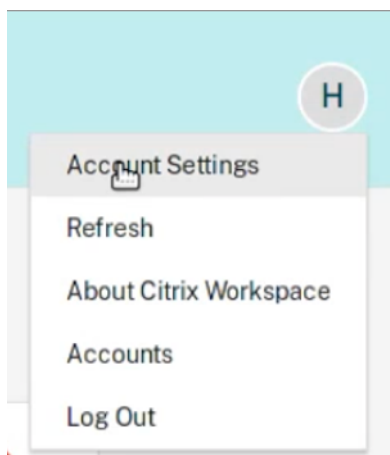 H
Account Settings
Refresh
About Citrix Workspace
Accounts
Log Out